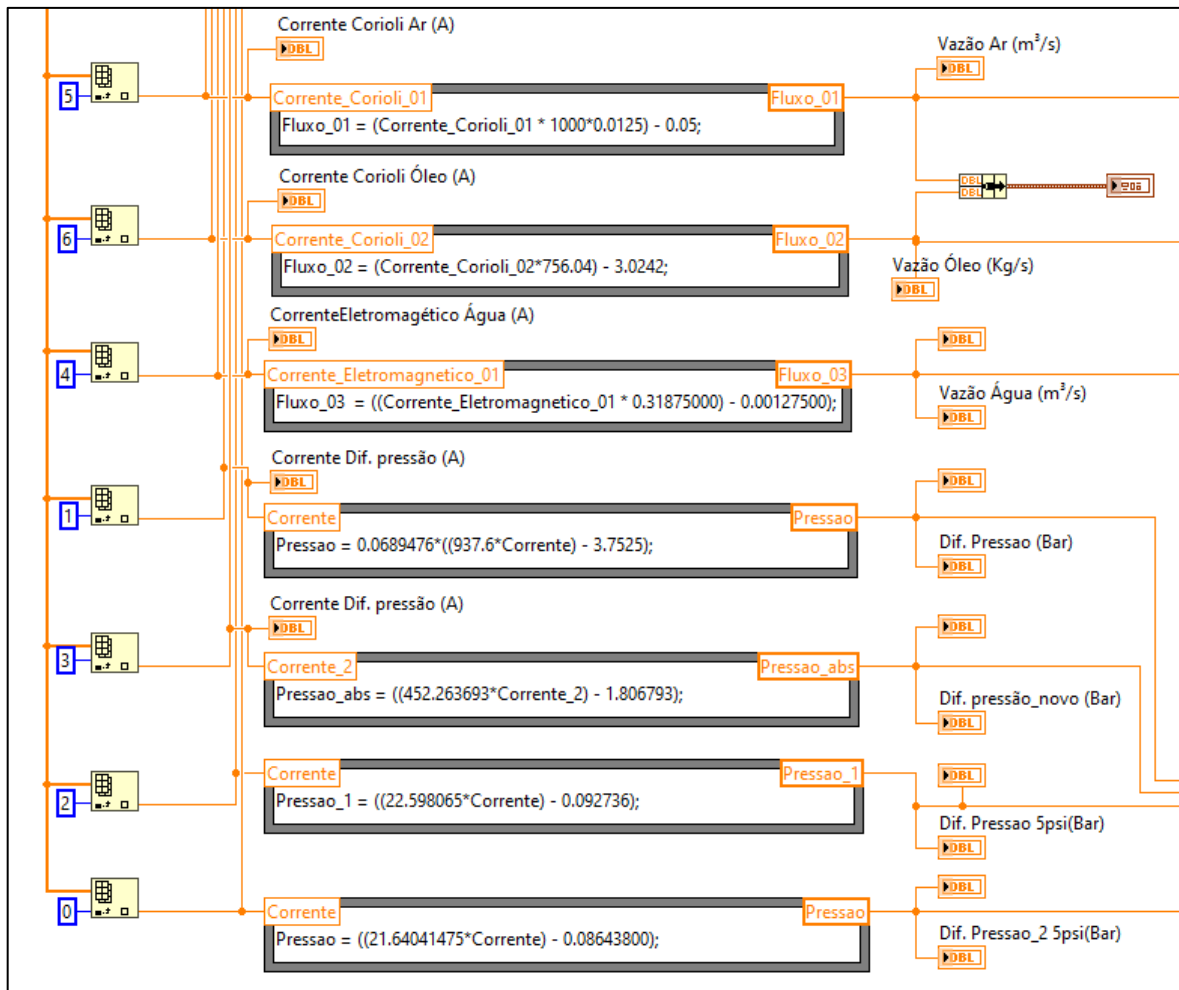 Corrente Corioli Ar (A)
DBL
Vazão Ar (m³/s)
DBL
5
Corrente_Corioli_01
Fluxo_01
Fluxo_01 = (Corrente_Corioli_01 * 1000*0.0125) - 0.05;
Corrente Corioli Óleo (A)
DBL
DBL
DBL
6
Corrente_Corioli_02
Fluxo_02
Fluxo_02 = (Corrente_Corioli_02*756.04) - 3.0242;
Vazão Óleo (Kg/s)
DBL
CorrenteEletromagético Água (A)
DBL
DBL
4
Corrente_Eletromagnetico_01
Fluxo_03
Fluxo_03 = ((Corrente_Eletromagnetico_01 * 0.31875000) - 0.00127500);
Vazão Água (m³/s)
DBL
Corrente Dif. pressão (A)
DBL
DBL
1
Corrente
Pressao
Pressao = 0.0689476*((937.6*Corrente) - 3.7525);
Dif. Pressao (Bar)
DBL
Corrente Dif. pressão (A)
DBL
DBL
3
Corrente_2
Pressao_abs
Pressao_abs = ((452.263693*Corrente_2) - 1.806793);
Dif. pressão_novo (Bar)
DBL
2
Corrente
Pressao_1
DBL
Pressao_1 = ((22.598065*Corrente) - 0.092736);
Dif. Pressao 5psi(Bar)
DBL
0
Corrente
Pressao
DBL
Pressao = ((21.64041475*Corrente) - 0.08643800);
Dif. Pressao_2 5psi(Bar)
DBL